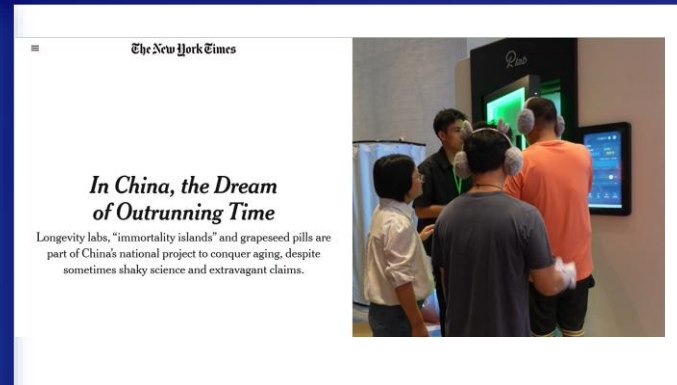 The New York Times
In China, the Dream
of Outrunning Time
Longevity labs, “immortality islands” and grapeseed pills are
part of China’s national project to conquer aging, despite
sometimes shaky science and extravagant claims.
lab